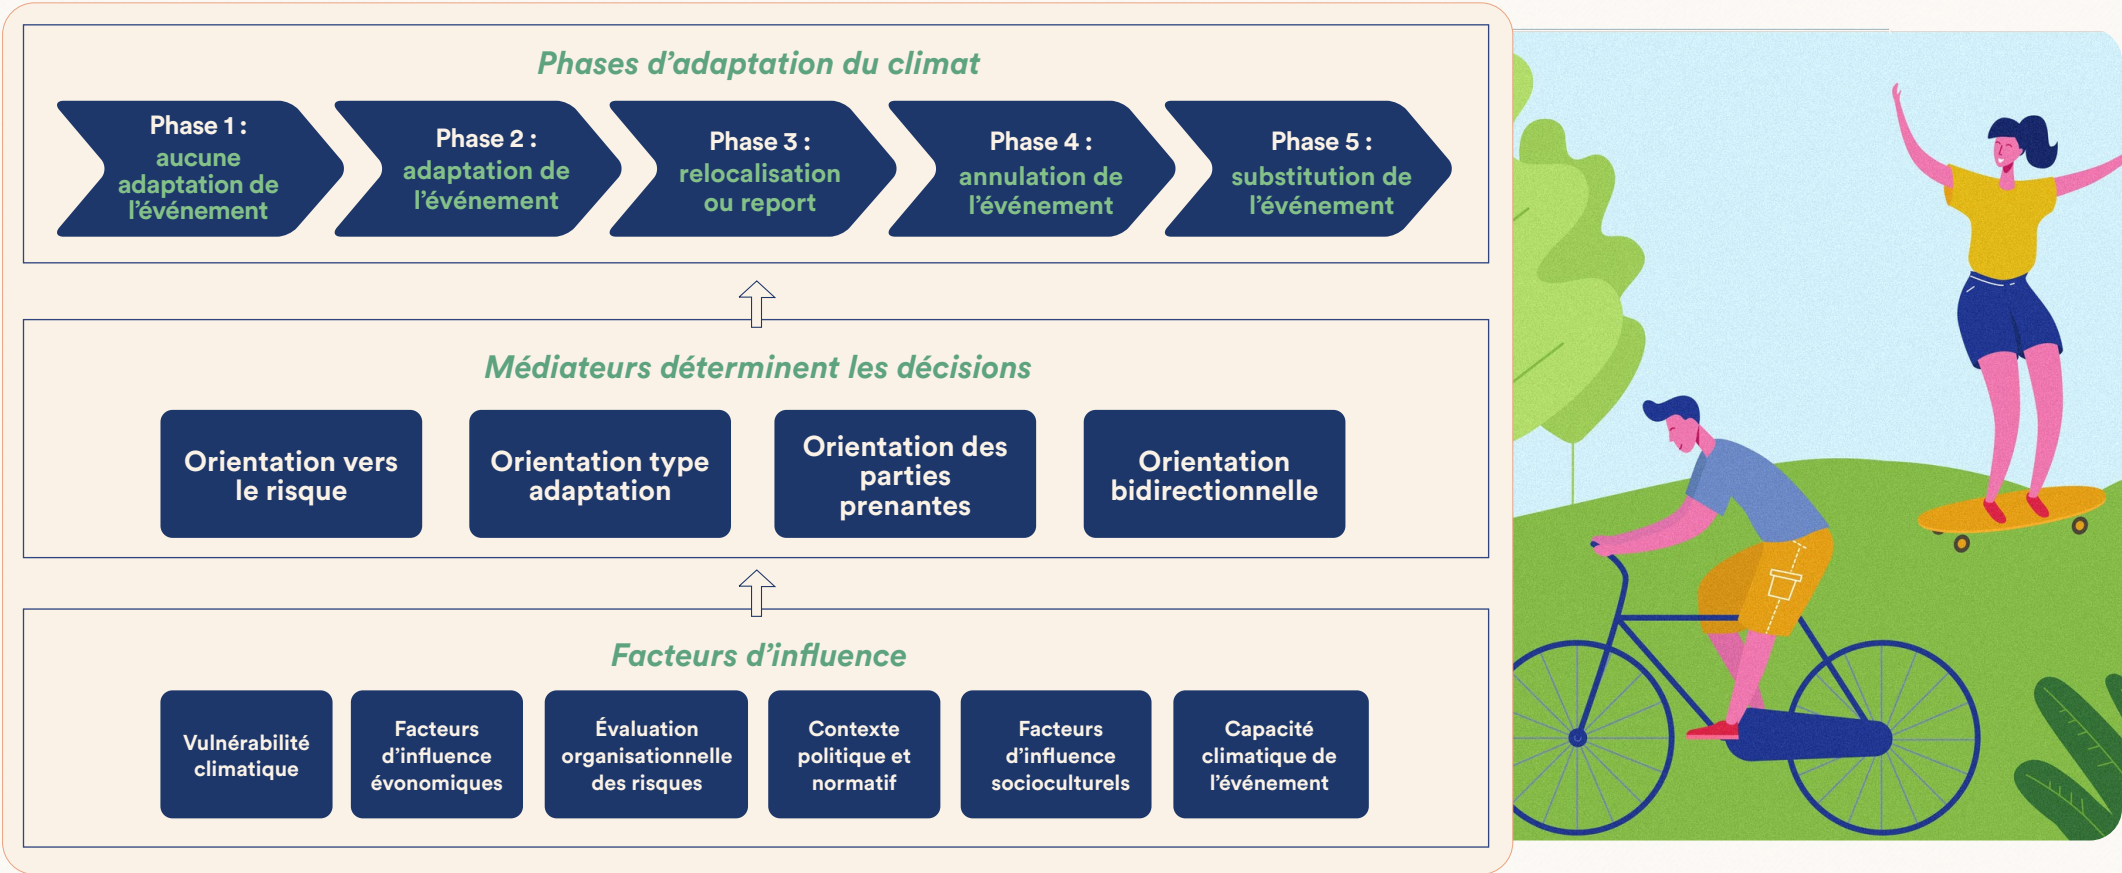 Phases d’adaptation du climat
Phase 1 :
aucune
adaptation de
l’événement
Phase 2 :
adaptation de
l’événement
Phase 3 :
relocalisation
ou report
Phase 4 :
annulation de
l’événement
Phase 5 :
substitution de
l’événement
Médiateurs déterminent les décisions
Orientation vers
le risque
Orientation type
adaptation
Orientation des
parties
prenantes
Orientation
bidirectionnelle
Facteurs d’influence
Vulnérabilité
climatique
Facteurs
d’influence
évonomiques
Évaluation
organisationnelle
des risques
Contexte
politique et
normatif
Facteurs
d’influence
socioculturels
Capacité
climatique de
l’événement